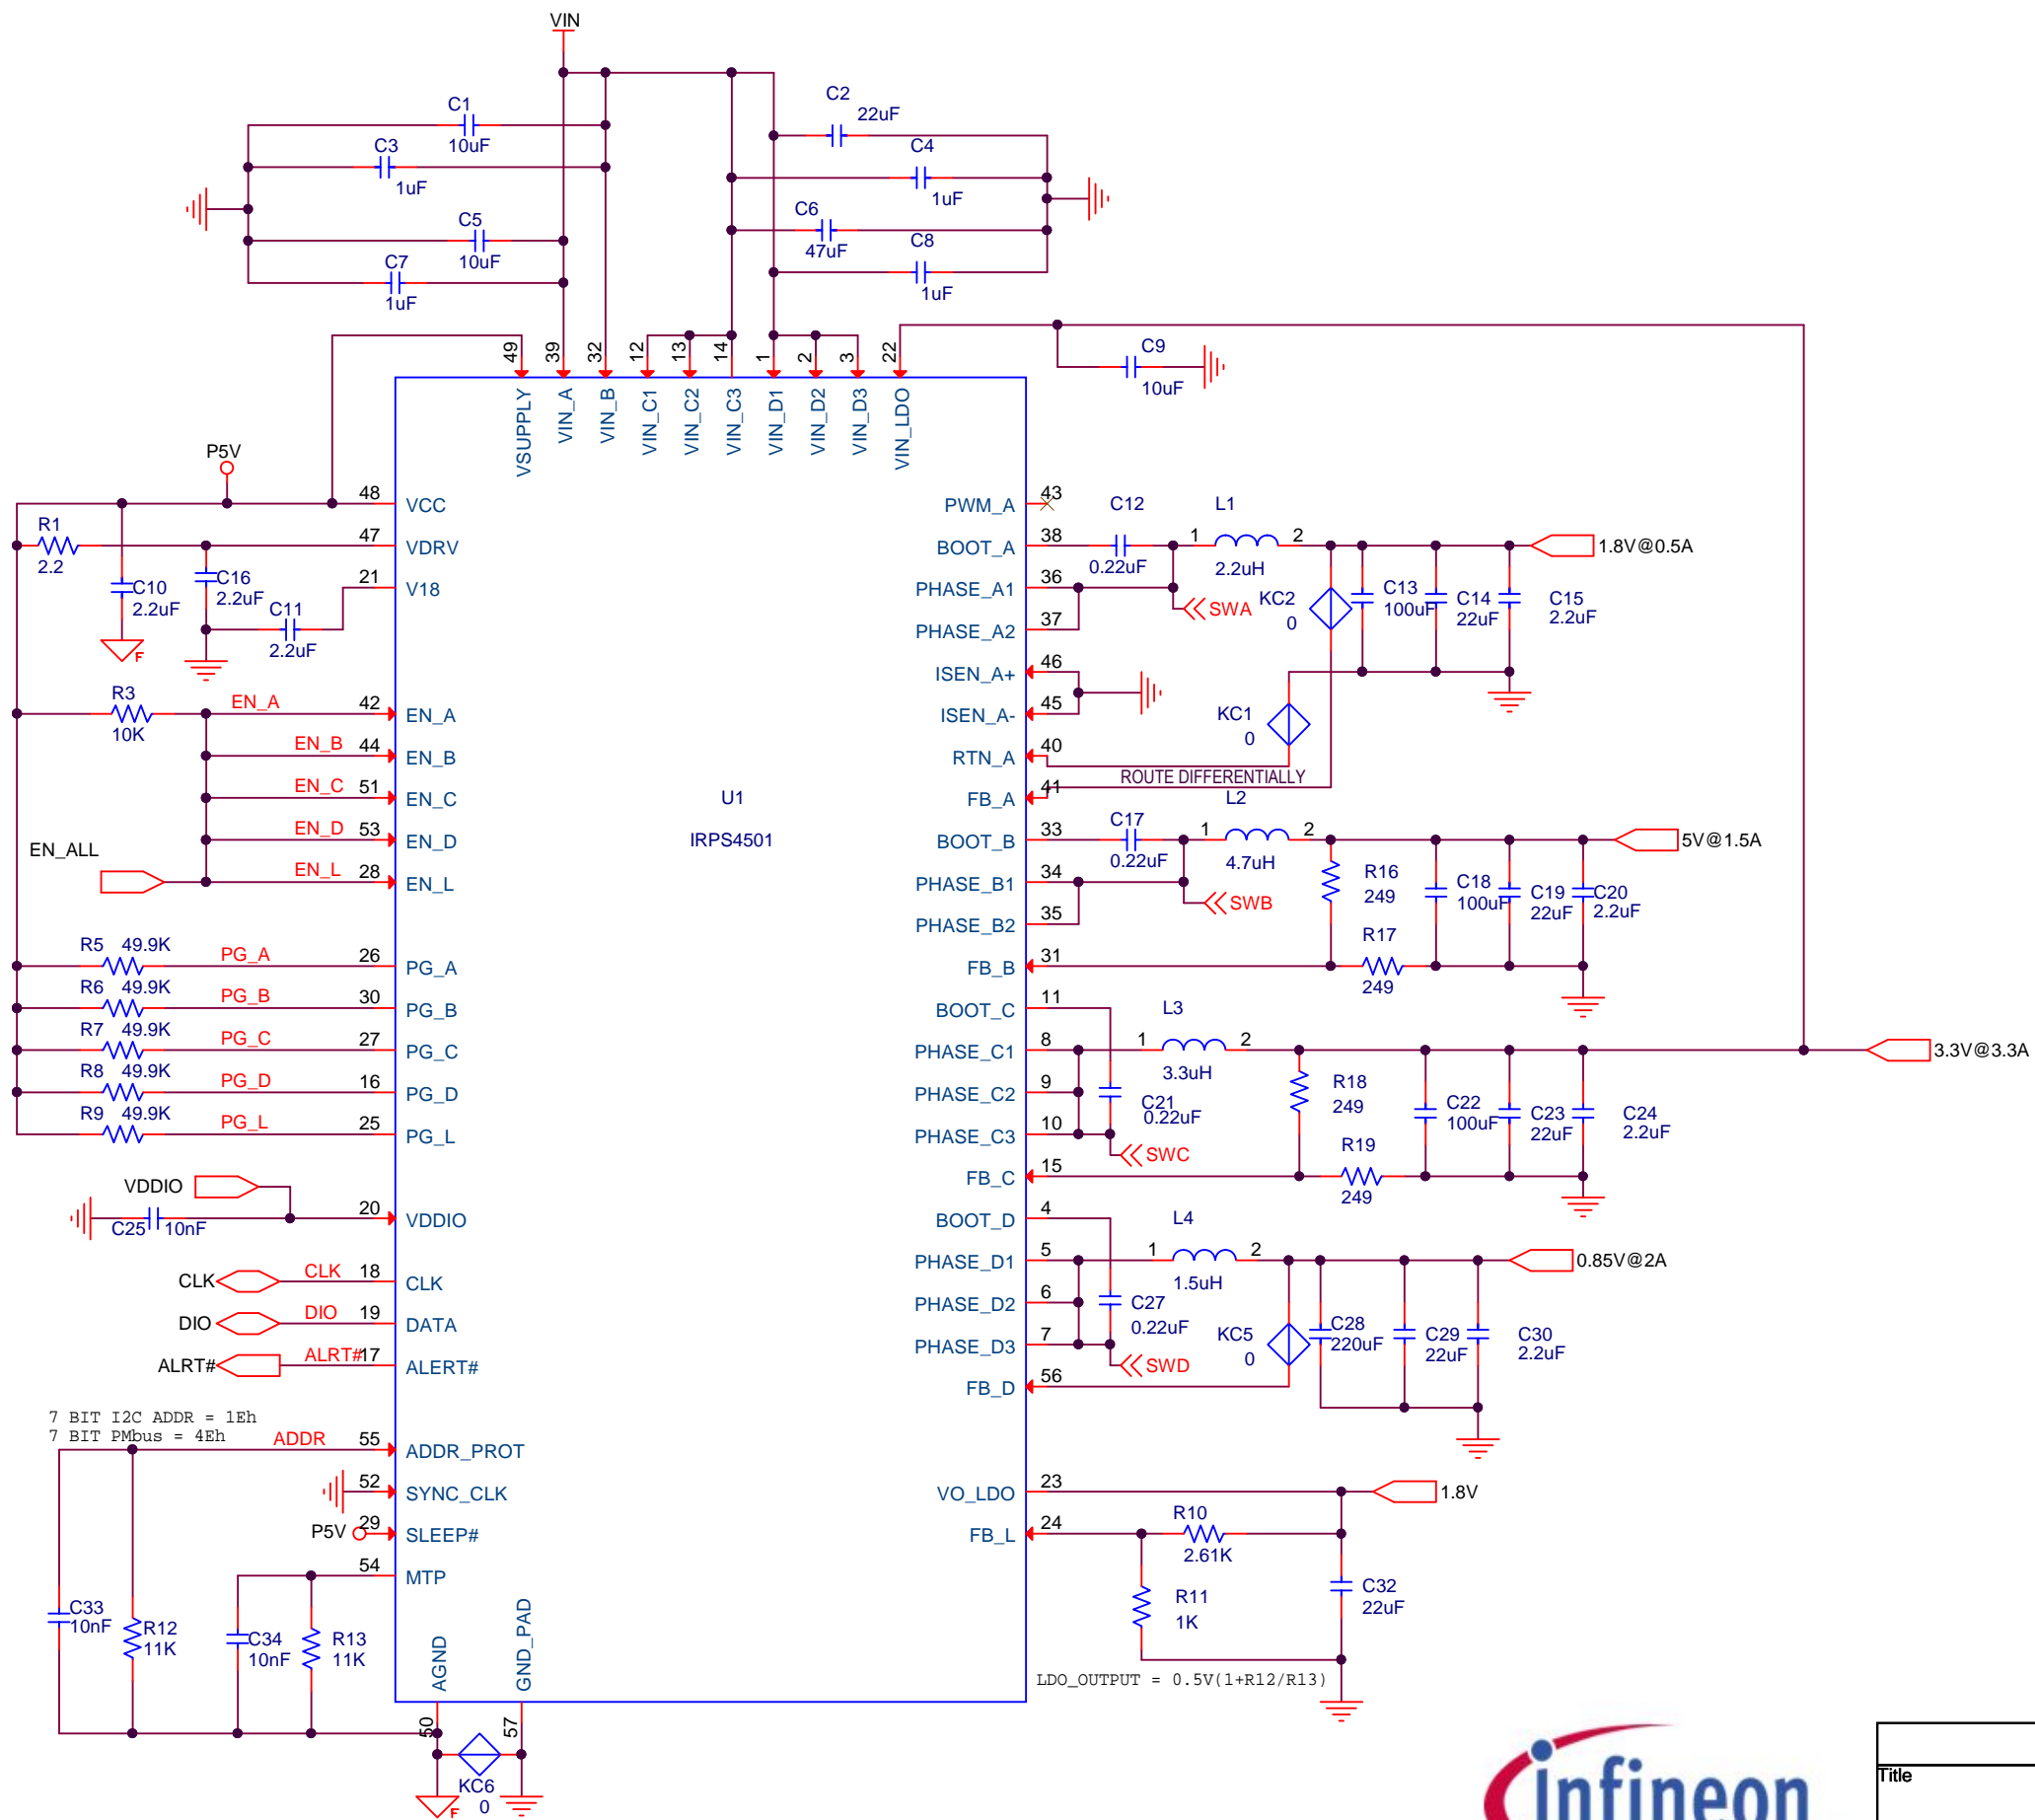 VIN
C1
10uF
C2
22uF
C3
1uF
C4
1uF
C5
10uF
C6
47uF
C7
1uF
C8
1uF
C9
10uF
49
39
32
12
13
14
1
2
3
22
VSUPPLY
VIN_A
VIN_B
VIN_C1
VIN_C2
VIN_C3
VIN_D1
VIN_D2
VIN_D3
VIN_LDO
P5V
48 VCC
R1
2.2
47 VDRV
C10
2.2uF
C16
2.2uF
21 V18
C11
2.2uF
R3
10K
EN_A 42 EN_A
EN_B 44 EN_B
EN_C 51 EN_C
EN_D 53 EN_D
EN_ALL
EN_L 28 EN_L
R5 49.9K PG_A 26 PG_A
R6 49.9K PG_B 30 PG_B
R7 49.9K PG_C 27 PG_C
R8 49.9K PG_D 16 PG_D
R9 49.9K PG_L 25 PG_L
VDDIO
C25 10nF
20 VDDIO
CLK CLK 18 CLK
DIO DIO 19 DATA
ALRT# ALRT# 17 ALERT#
7 BIT I2C ADDR = 1Eh
7 BIT PMbus = 4Eh
ADDR 55 ADDR_PROT
52 SYNC_CLK
P5V 29 SLEEP#
54 MTP
C33
10nF
R12
11K
C34
10nF
R13
11K
AGND
GND_PAD
50
57
KC6
0
F
F
U1
IRPS4501
PWM_A 43
BOOT_A 38
C12
0.22uF
L1
1 2
2.2uH
1.8V@0.5A
PHASE_A1 36
SWA
PHASE_A2 37
KC2
0
C13
100uF
C14
22uF
C15
2.2uF
ISEN_A+ 46
ISEN_A- 45
KC1
0
RTN_A 40
ROUTE DIFFERENTIALLY
FB_A 41
BOOT_B 33
C17
0.22uF
L2
1 2
4.7uH
5V@1.5A
PHASE_B1 34
SWB
PHASE_B2 35
R16
249
C18
100uF
C19
22uF
C20
2.2uF
FB_B 31
R17
249
BOOT_C 11
L3
PHASE_C1 8
1 2
3.3uH
3.3V@3.3A
PHASE_C2 9
C21
0.22uF
PHASE_C3 10
SWC
R18
249
C22
100uF
C23
22uF
C24
2.2uF
FB_C 15
R19
249
BOOT_D 4
L4
PHASE_D1 5
1 2
1.5uH
0.85V@2A
PHASE_D2 6
C27
0.22uF
PHASE_D3 7
SWD
KC5
0
C28
220uF
C29
22uF
C30
2.2uF
FB_D 56
VO_LDO 23
1.8V
FB_L 24
R10
2.61K
R11
1K
C32
22uF
LDO_OUTPUT = 0.5V(1+R12/R13)
infineon
Title